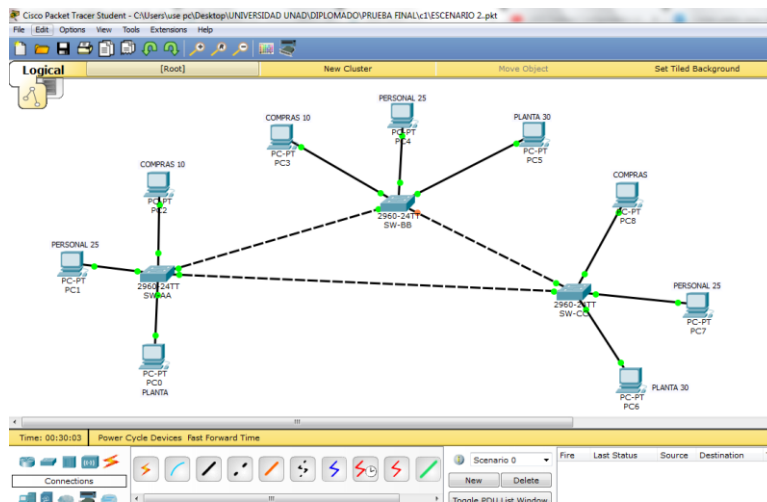 Cisco Packet Tracer Student - C:\Users\use pc\Desktop\UNIVERSIDAD UNAD\DIPLOMADO\PRUEBA FINAL\c1\ESCENARIO 2.pkt
File Edit Options View Tools Extensions Help
Logical [Root] New Cluster Move Object Set Tiled Background
PERSONAL 25
PC-PT
PC4
COMPRAS 10
PC-PT
PC3
PLANTA 30
PC-PT
PC5
COMPRAS 10
PC-PT
PC2
COMPRAS
PC-PT
PC8
2960-24TT
SW-BB
PERSONAL 25
PC-PT
PC1
2960-24TT
SW-AA
PERSONAL 25
PC-PT
PC7
2960-24TT
SW-CC
PC-PT
PC0
PLANTA
PLANTA 30
PC-PT
PC6
Time: 00:30:03 Power Cycle Devices Fast Forward Time
Connections
Scenario 0
New Delete
Toggle PDU List Window
Fire Last Status Source Destination